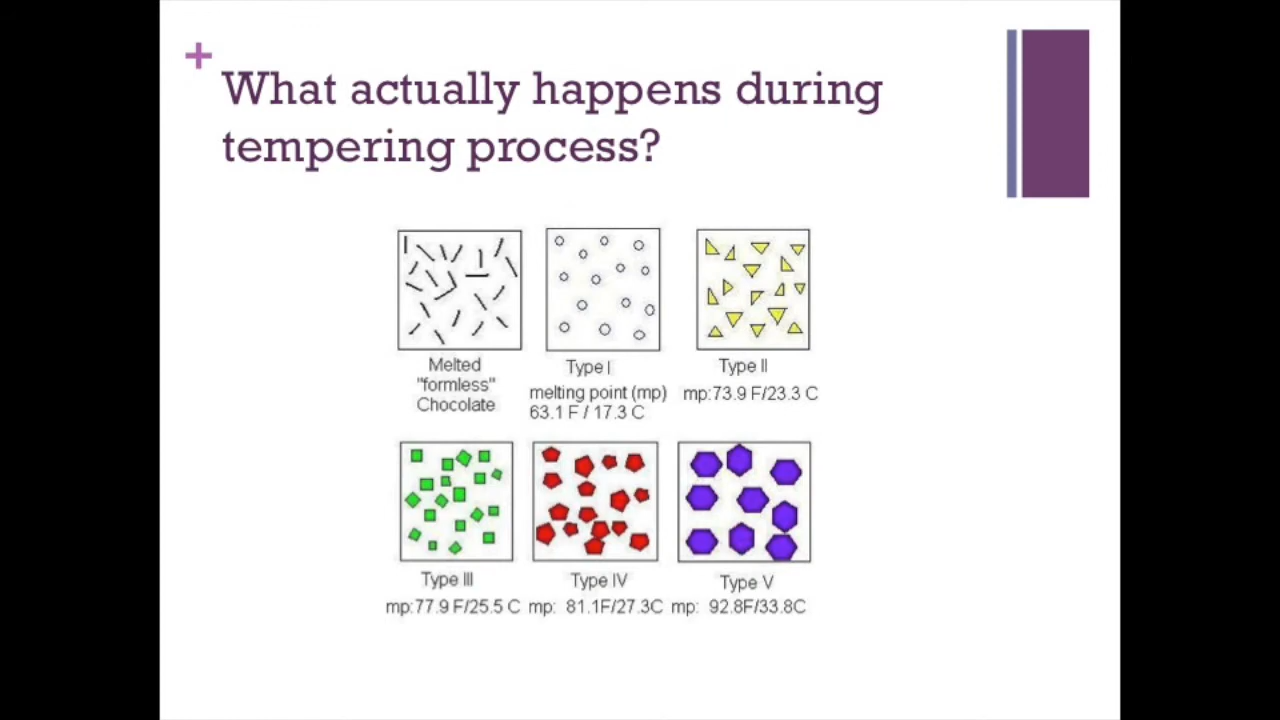 +
What actually happens during
tempering process?
Melted
"formless"
Chocolate
Type I
melting point (mp)
63.1 F / 17.3 C
Type II
mp:73.9 F/23.3 C
Type III
mp:77.9 F/25.5 C
Type IV
mp: 81.1F/27.3C
Type V
mp: 92.8F/33.8C